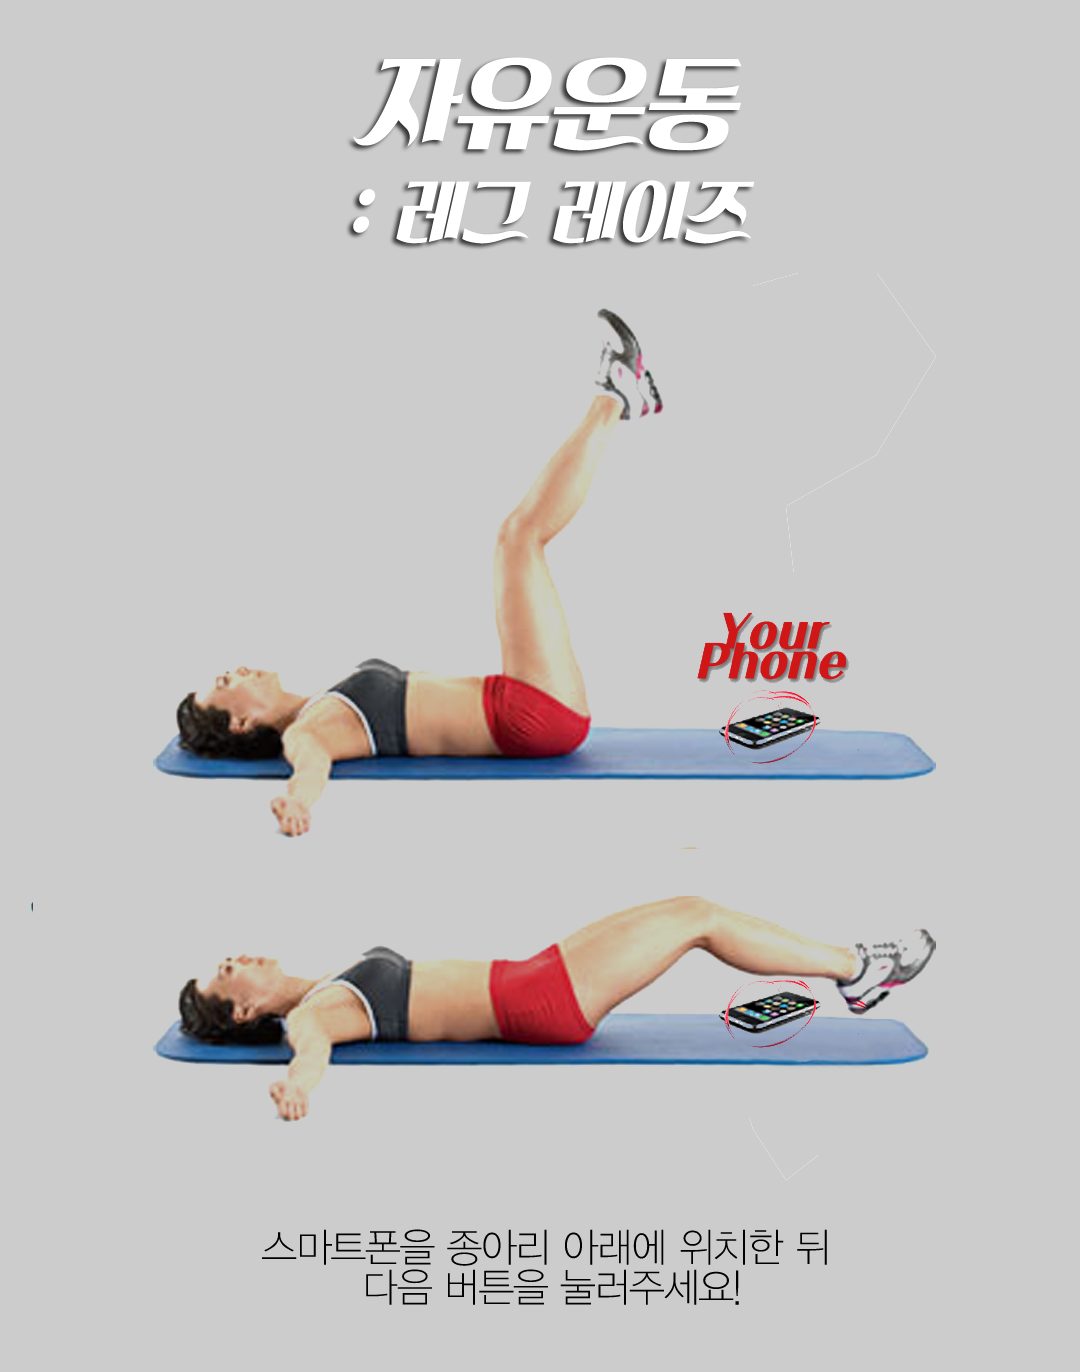 자유운동
: 레그 레이즈
Your
Phone
스마트폰을 종아리 아래에 위치한 뒤
다음 버튼을 눌러주세요!